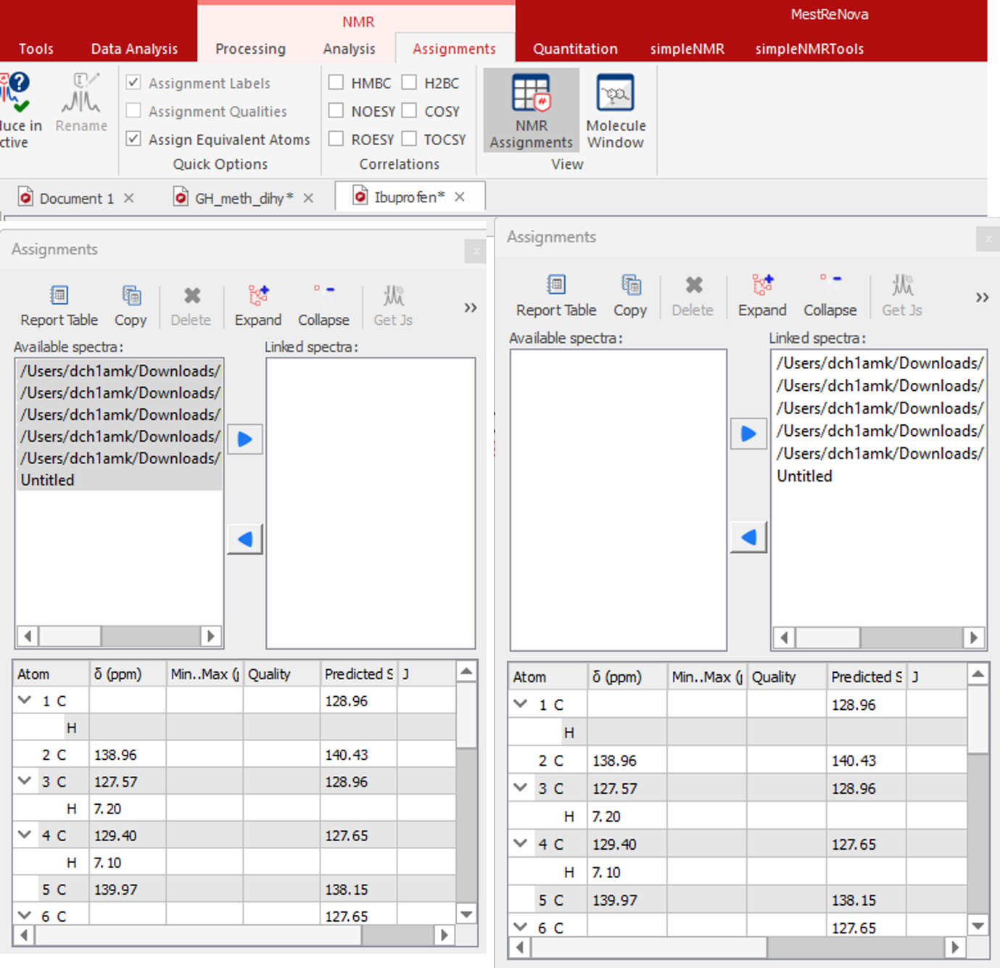 NMR
MestReNova
Tools Data Analysis Processing Analysis Assignments Quantitation simpleNMR simpleNMRTools
Assignment Labels HMBC H2BC
Assignment Qualities NOESY COSY
duce in Rename NMR Molecule
ctive Assign Equivalent Atoms ROESY TOCSY Assignments Window
Quick Options Correlations View
Document 1 GH_meth_dihy* Ibuprofen*
Assignments
Report Table Copy Delete Expand Collapse Get Js »
Available spectra: Linked spectra:
/Users/dch1amk/Downloads/
/Users/dch1amk/Downloads/
/Users/dch1amk/Downloads/
/Users/dch1amk/Downloads/
/Users/dch1amk/Downloads/
Untitled
Atom δ (ppm) Min..Max (p Quality Predicted S J
1 C 128.96
H
2 C 138.96 140.43
3 C 127.57 128.96
H 7.20
4 C 129.40 127.65
H 7.10
5 C 139.97 138.15
6 C 127.65
Assignments
Report Table Copy Delete Expand Collapse Get Js »
Available spectra: Linked spectra:
/Users/dch1amk/Downloads/
/Users/dch1amk/Downloads/
/Users/dch1amk/Downloads/
/Users/dch1amk/Downloads/
/Users/dch1amk/Downloads/
Untitled
Atom δ (ppm) Min..Max (p Quality Predicted S J
1 C 128.96
H
2 C 138.96 140.43
3 C 127.57 128.96
H 7.20
4 C 129.40 127.65
H 7.10
5 C 139.97 138.15
6 C 127.65